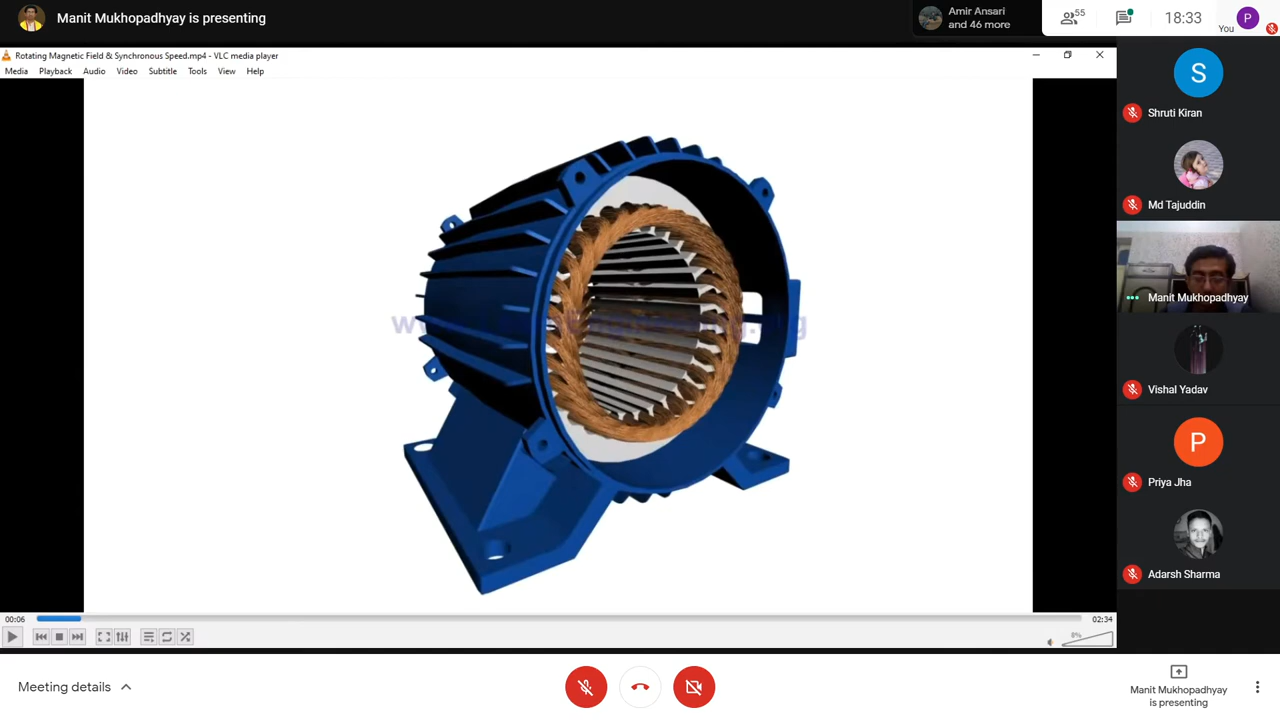 Manit Mukhopadhyay is presenting
Amir Ansari
and 46 more
55
18:33
You
P
Rotating Magnetic Field & Synchronous Speed.mp4 - VLC media player
Media Playback Audio Video Subtitle Tools View Help
S
Shruti Kiran
Md Tajuddin
Manit Mukhopadhyay
Vishal Yadav
P
Priya Jha
Adarsh Sharma
00:06
02:34
8%
Meeting details
Manit Mukhopadhyay
is presenting